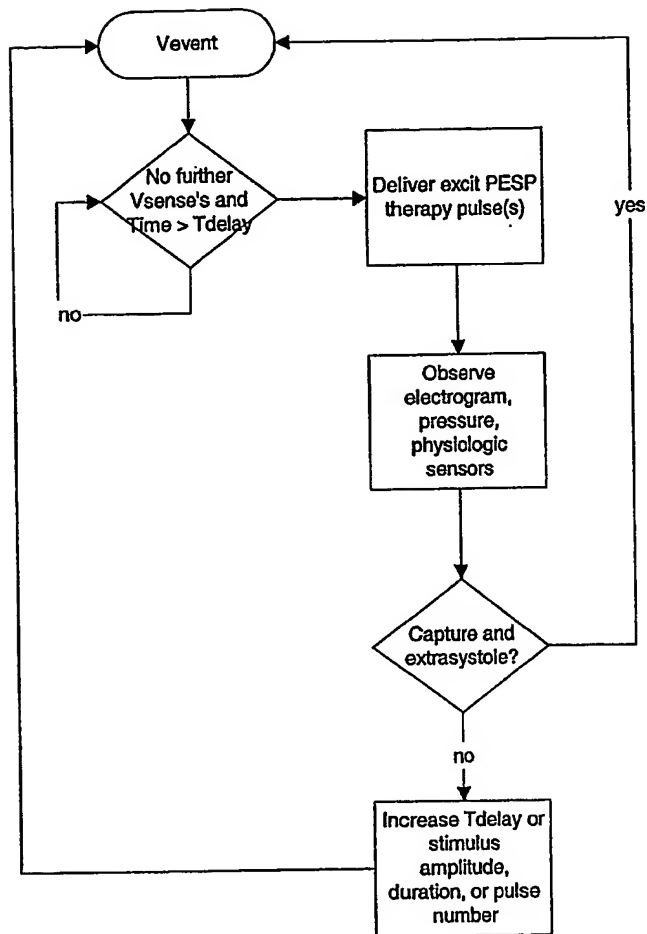 Vevent
No further
Vsense's and
Time > Tdelay
no
Deliver excit PESP
therapy pulse(s)
yes
Observe
electrogram,
pressure,
physiologic
sensors
Capture and
extrasystole?
no
Increase Tdelay or
stimulus
amplitude,
duration, or pulse
number